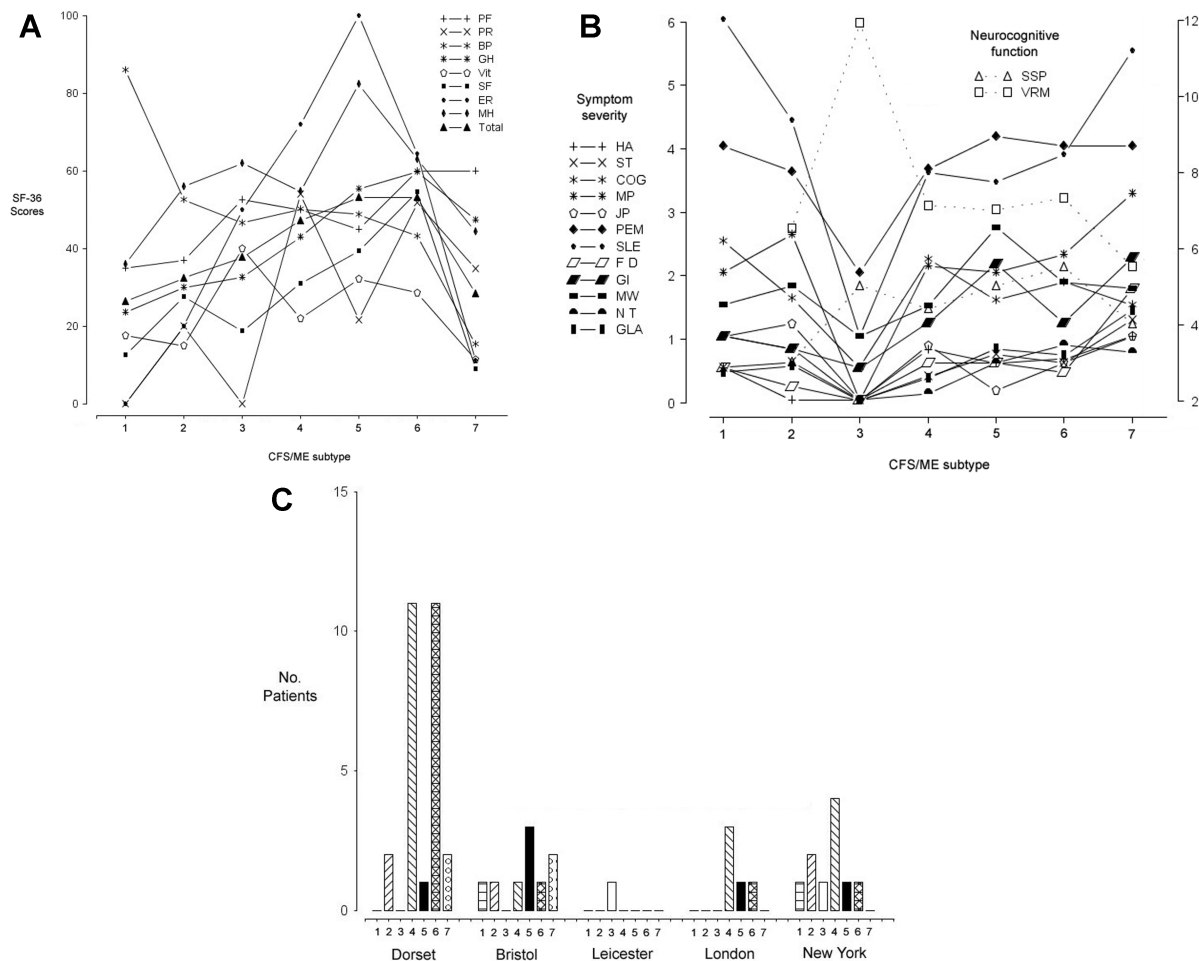 A
100
80
60
40
20
0
SF-36
Scores
PF
PR
BP
GH
Vit
SF
ER
MH
Total
1 2 3 4 5 6 7
CFS/ME subtype
B
6
5
4
3
2
1
0
12
10
8
6
4
2
Neurocognitive
function
SSP
VRM
Symptom
severity
HA
ST
COG
MP
JP
PEM
SLE
F D
GI
MW
N T
GLA
1 2 3 4 5 6 7
CFS/ME subtype
C
15
10
5
0
No.
Patients
1 2 3 4 5 6 7 1 2 3 4 5 6 7 1 2 3 4 5 6 7 1 2 3 4 5 6 7 1 2 3 4 5 6 7
Dorset Bristol Leicester London New York